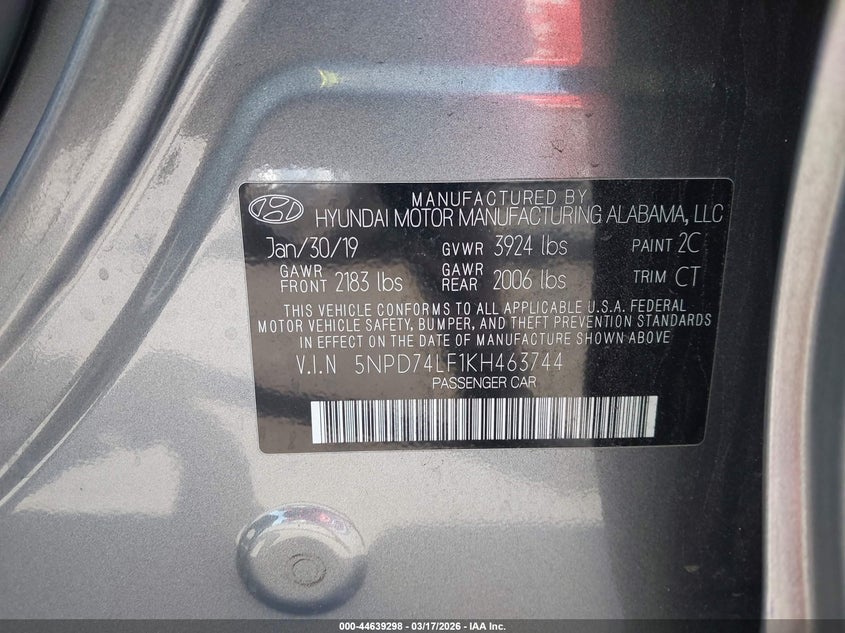 MANUFACTURED BY
HYUNDAI MOTOR MANUFACTURING ALABAMA, LLC
Jan/30/19 GVWR 3924 lbs PAINT 2C
GAWR FRONT 2183 lbs GAWR REAR 2006 lbs TRIM CT
THIS VEHICLE CONFORMS TO ALL APPLICABLE U.S.A. FEDERAL
MOTOR VEHICLE SAFETY, BUMPER, AND THEFT PREVENTION STANDARDS
IN EFFECT ON THE DATE OF MANUFACTURE SHOWN ABOVE.
V.I.N 5NPD74LF1KH463744
PASSENGER CAR
000-44639298 - 03/17/2026 - IAA Inc.